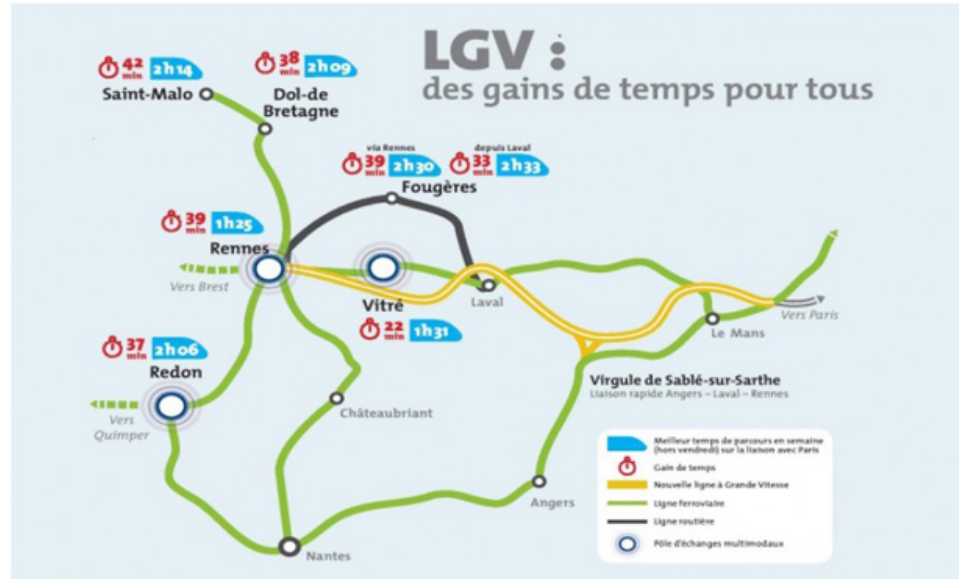 LGV :
des gains de temps pour tous
42 min 2h14
Saint-Malo
38 min 2h09
Dol-de
Bretagne
via Rennes
39 min 2h30
depuis Laval
33 min 2h33
Fougères
39 min 1h25
Rennes
Vers Brest
Vitré
22 min 1h31
Laval
Vers Paris
Le Mans
37 min 2h06
Redon
Vers
Quimper
Châteaubriant
Virgule de Sablé-sur-Sarthe
Liaison rapide Angers – Laval – Rennes
Angers
Nantes
Meilleur temps de parcours en semaine
(hors vendredi) sur la liaison avec Paris
Gain de temps
Nouvelle ligne à Grande Vitesse
Ligne ferroviaire
Ligne routière
Pôle d'échanges multimodaux